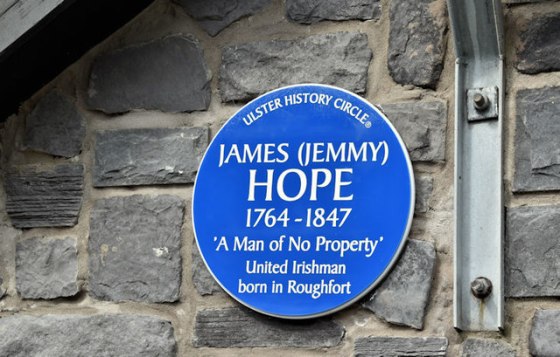 ULSTER HISTORY CIRCLE®
JAMES (JEMMY)
HOPE
1764-1847
'A Man of No Property'
United Irishman
born in Roughfort